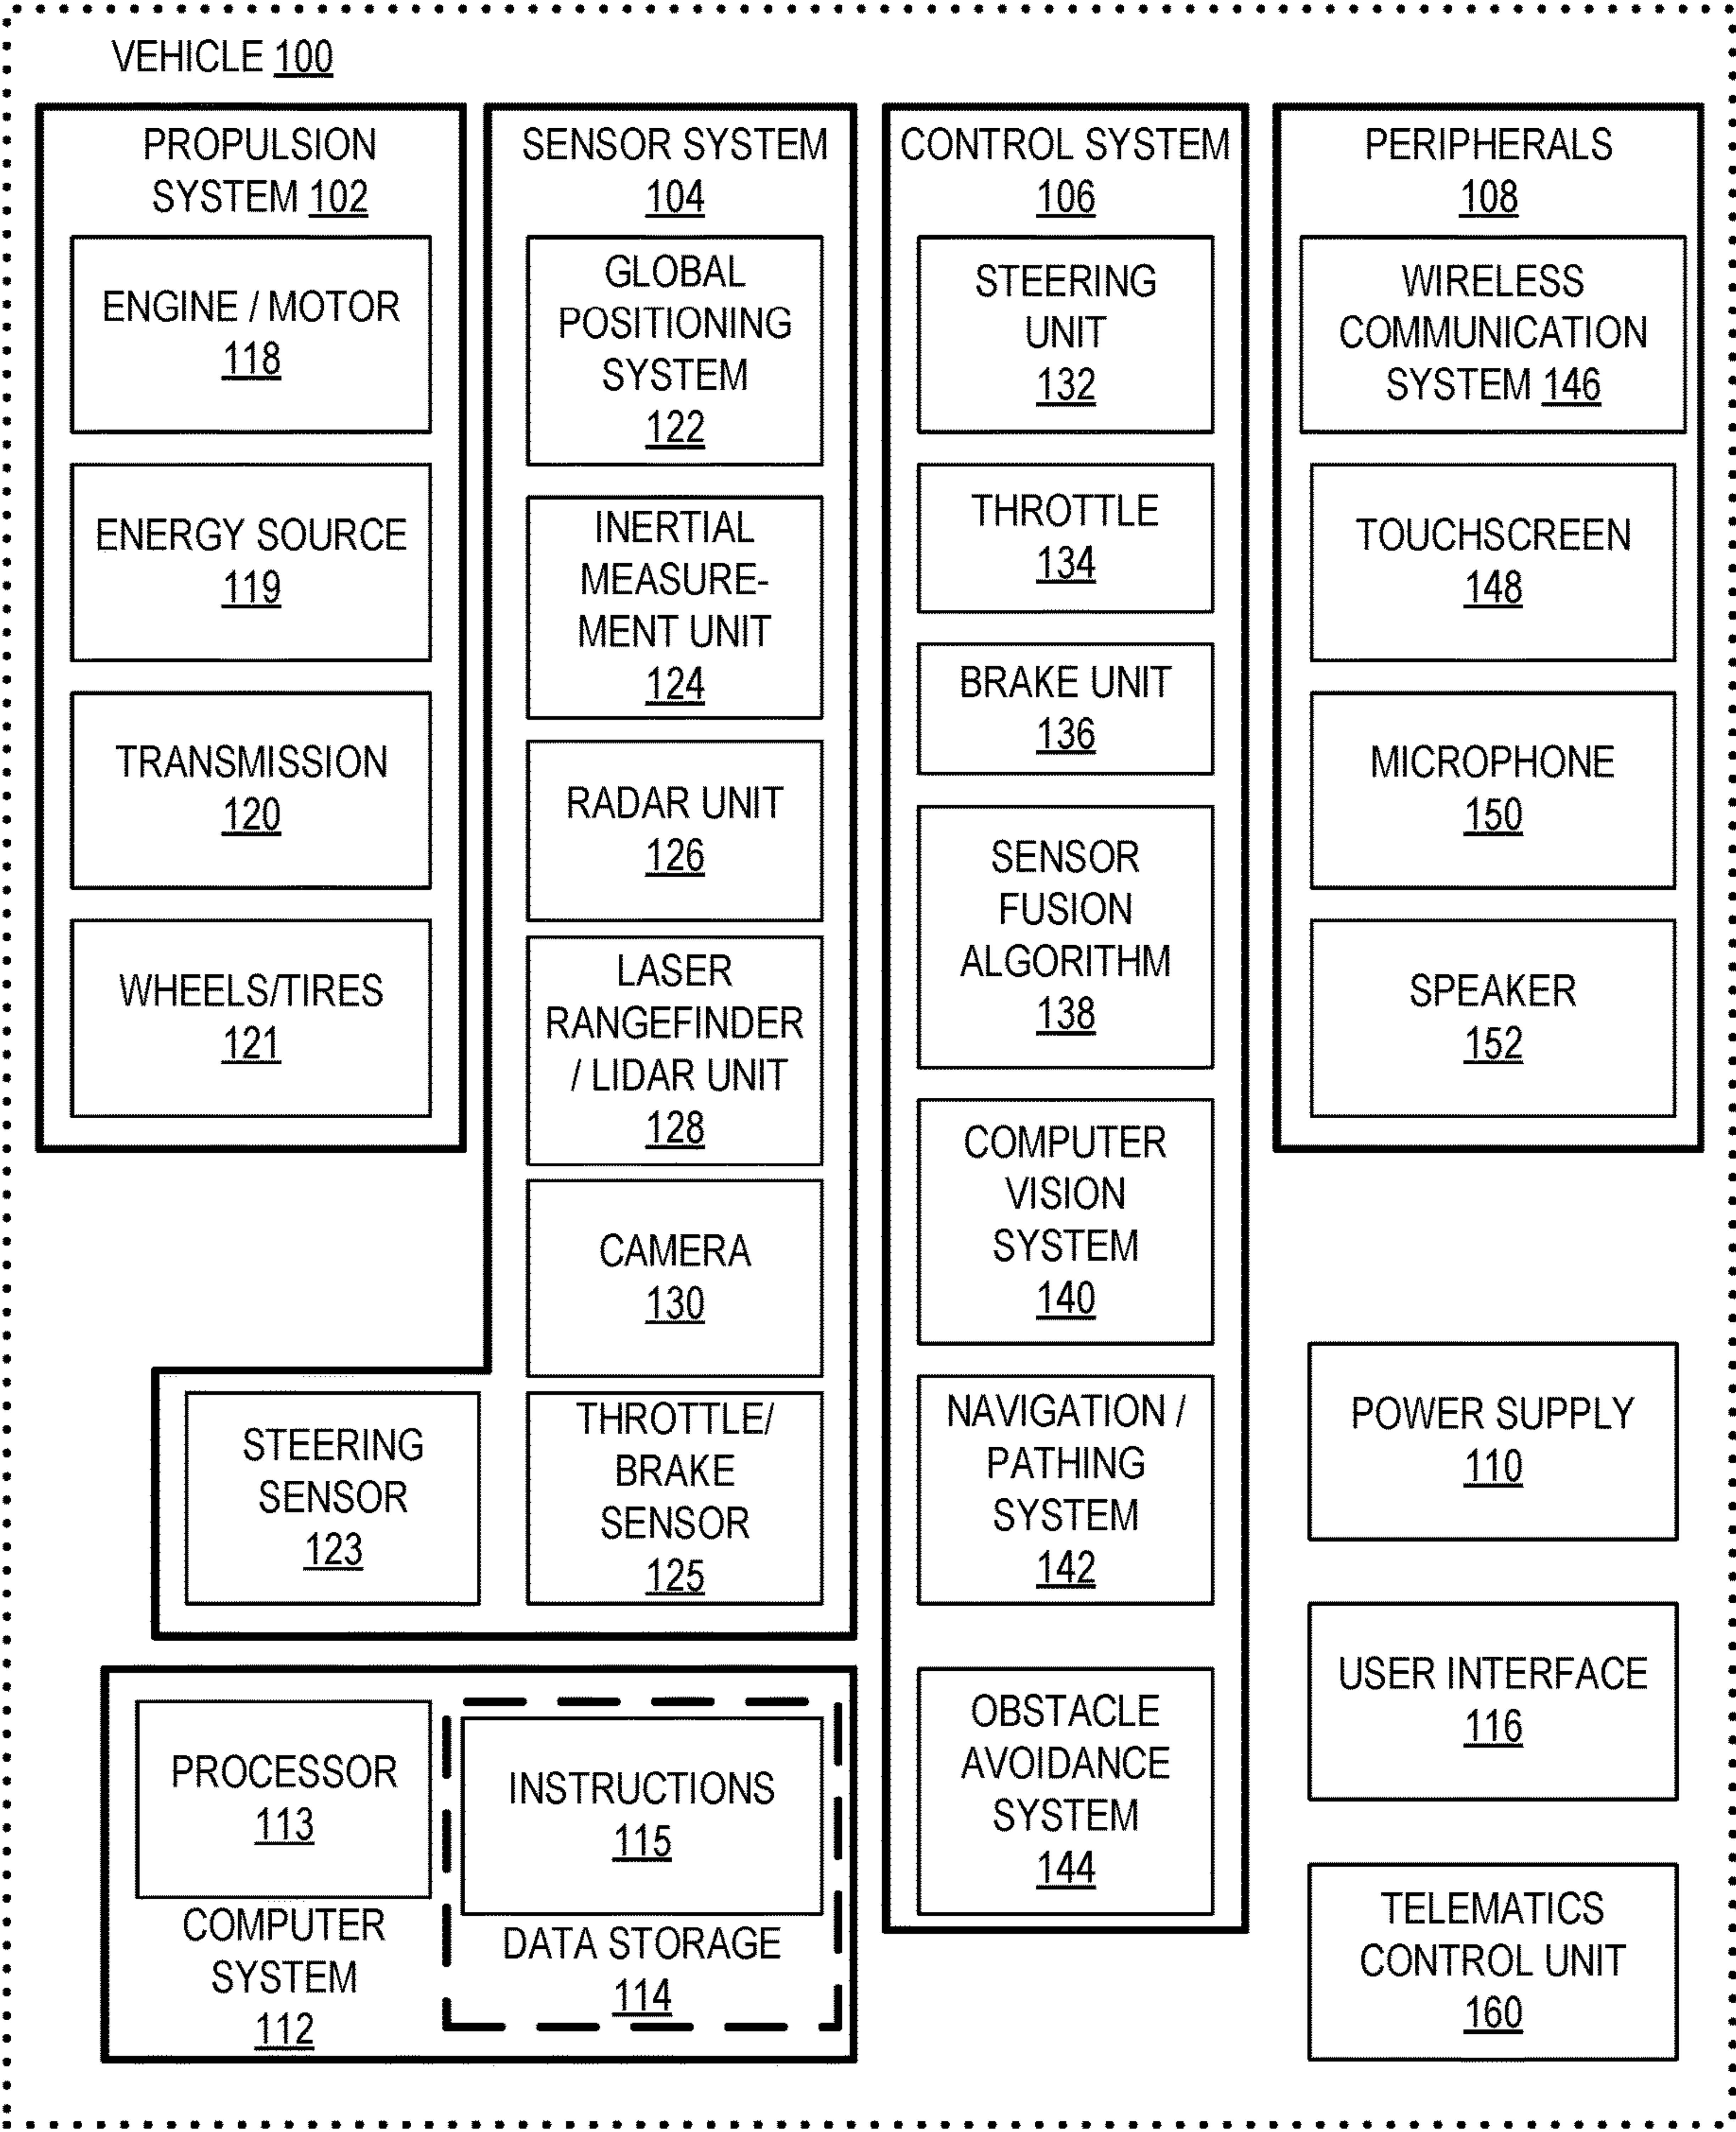 VEHICLE 100
PROPULSION
SYSTEM 102
ENGINE / MOTOR
118
ENERGY SOURCE
119
TRANSMISSION
120
WHEELS/TIRES
121
SENSOR SYSTEM
104
GLOBAL
POSITIONING
SYSTEM
122
INERTIAL
MEASURE-
MENT UNIT
124
RADAR UNIT
126
LASER
RANGEFINDER
/ LIDAR UNIT
128
CAMERA
130
STEERING
SENSOR
123
THROTTLE/
BRAKE
SENSOR
125
CONTROL SYSTEM
106
STEERING
UNIT
132
THROTTLE
134
BRAKE UNIT
136
SENSOR
FUSION
ALGORITHM
138
COMPUTER
VISION
SYSTEM
140
NAVIGATION /
PATHING
SYSTEM
142
OBSTACLE
AVOIDANCE
SYSTEM
144
PERIPHERALS
108
WIRELESS
COMMUNICATION
SYSTEM 146
TOUCHSCREEN
148
MICROPHONE
150
SPEAKER
152
POWER SUPPLY
110
USER INTERFACE
116
TELEMATICS
CONTROL UNIT
160
PROCESSOR
113
COMPUTER
SYSTEM
112
INSTRUCTIONS
115
DATA STORAGE
114